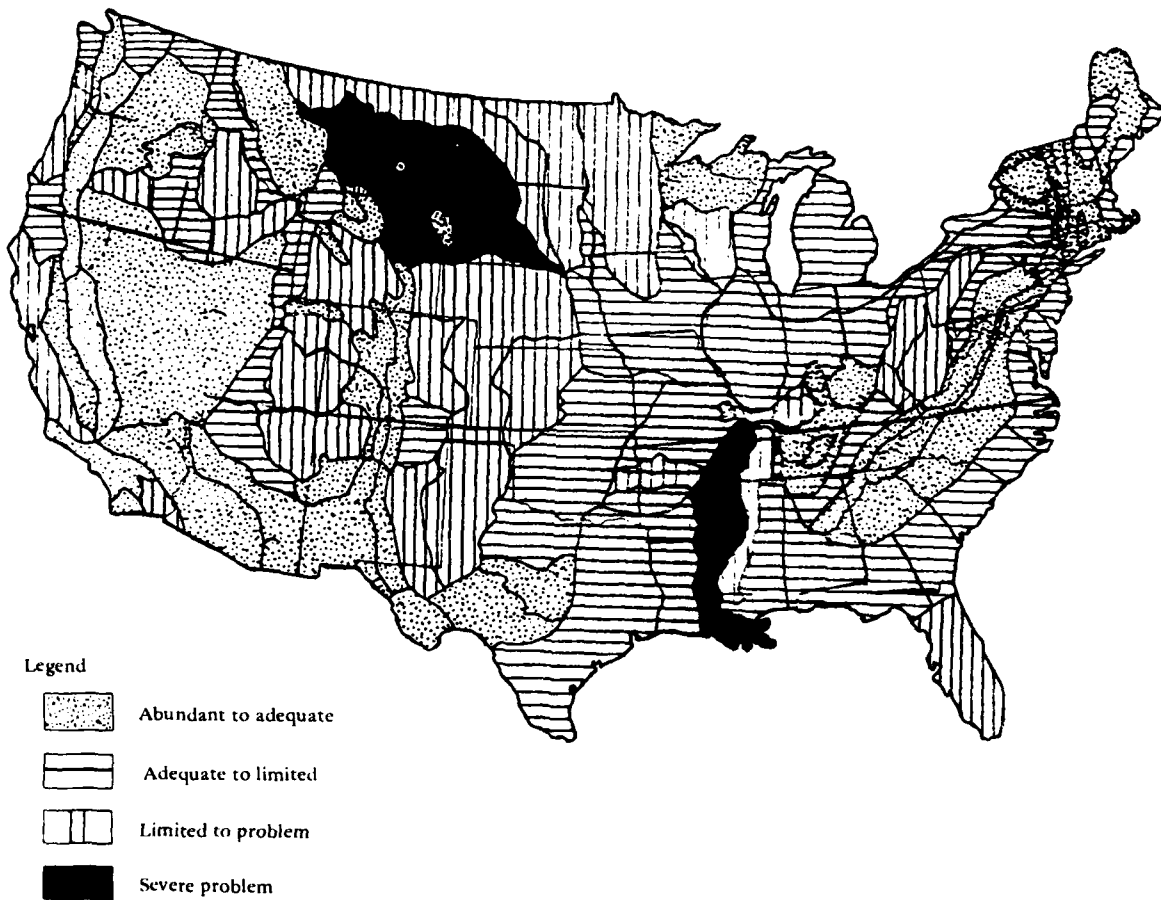 Legend
Abundant to adequate
Adequate to limited
Limited to problem
Severe problem